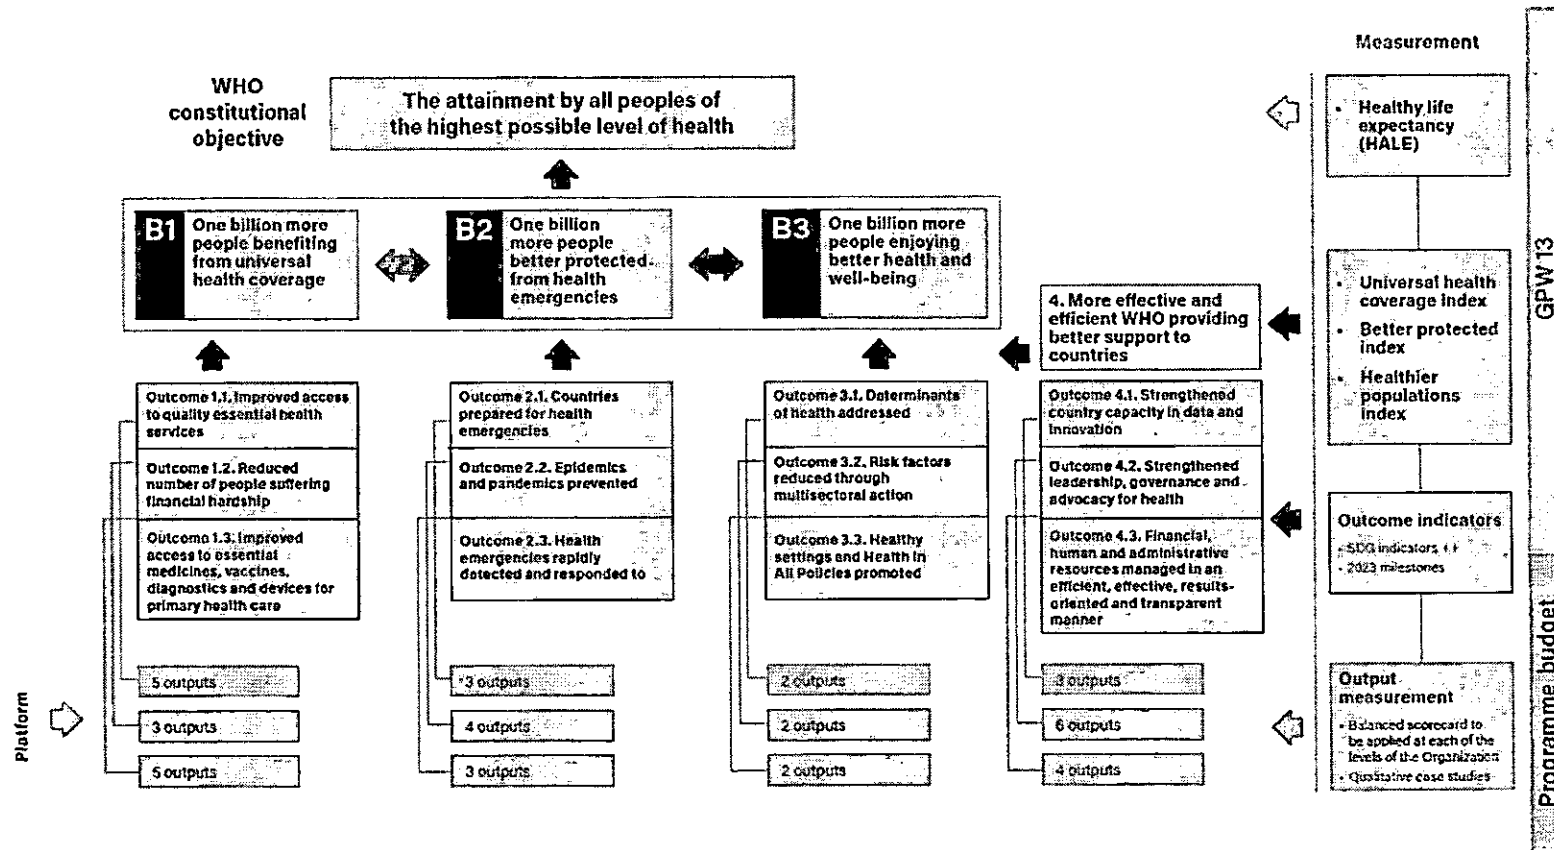 Measurement
WHO
constitutional
objective
The attainment by all peoples of
the highest possible level of health
• Healthy life
expectancy
(HALE)
B1
One billion more
people benefiting
from universal
health coverage
B2
One billion
more people
better protected
from health
emergencies
B3
One billion more
people enjoying
better health and
well-being
4. More effective and
efficient WHO providing
better support to
countries
• Universal health
coverage index
• Better protected
index
• Healthier
populations
index
GPW13
Outcome 1.1. Improved access
to quality essential health
services
Outcome 1.2. Reduced
number of people suffering
financial hardship
Outcome 1.3. Improved
access to essential
medicines, vaccines,
diagnostics and devices for
primary health care
Outcome 2.1. Countries
prepared for health
emergencies
Outcome 2.2. Epidemics
and pandemics prevented
Outcome 2.3. Health
emergencies rapidly
detected and responded to
Outcome 3.1. Determinants
of health addressed
Outcome 3.2. Risk factors
reduced through
multisectoral action
Outcome 3.3. Healthy
settings and Health in
All Policies promoted
Outcome 4.1. Strengthened
country capacity in data and
innovation
Outcome 4.2. Strengthened
leadership, governance and
advocacy for health
Outcome 4.3. Financial,
human and administrative
resources managed in an
efficient, effective, results-
oriented and transparent
manner
Outcome indicators
• SDG indicators
• 2023 milestones
Platform
5 outputs
3 outputs
5 outputs
3 outputs
4 outputs
3 outputs
2 outputs
2 outputs
2 outputs
3 outputs
6 outputs
4 outputs
Output
measurement
• Balanced scorecard to
be applied at each of the
levels of the Organization
• Qualitative case studies
Programme budget